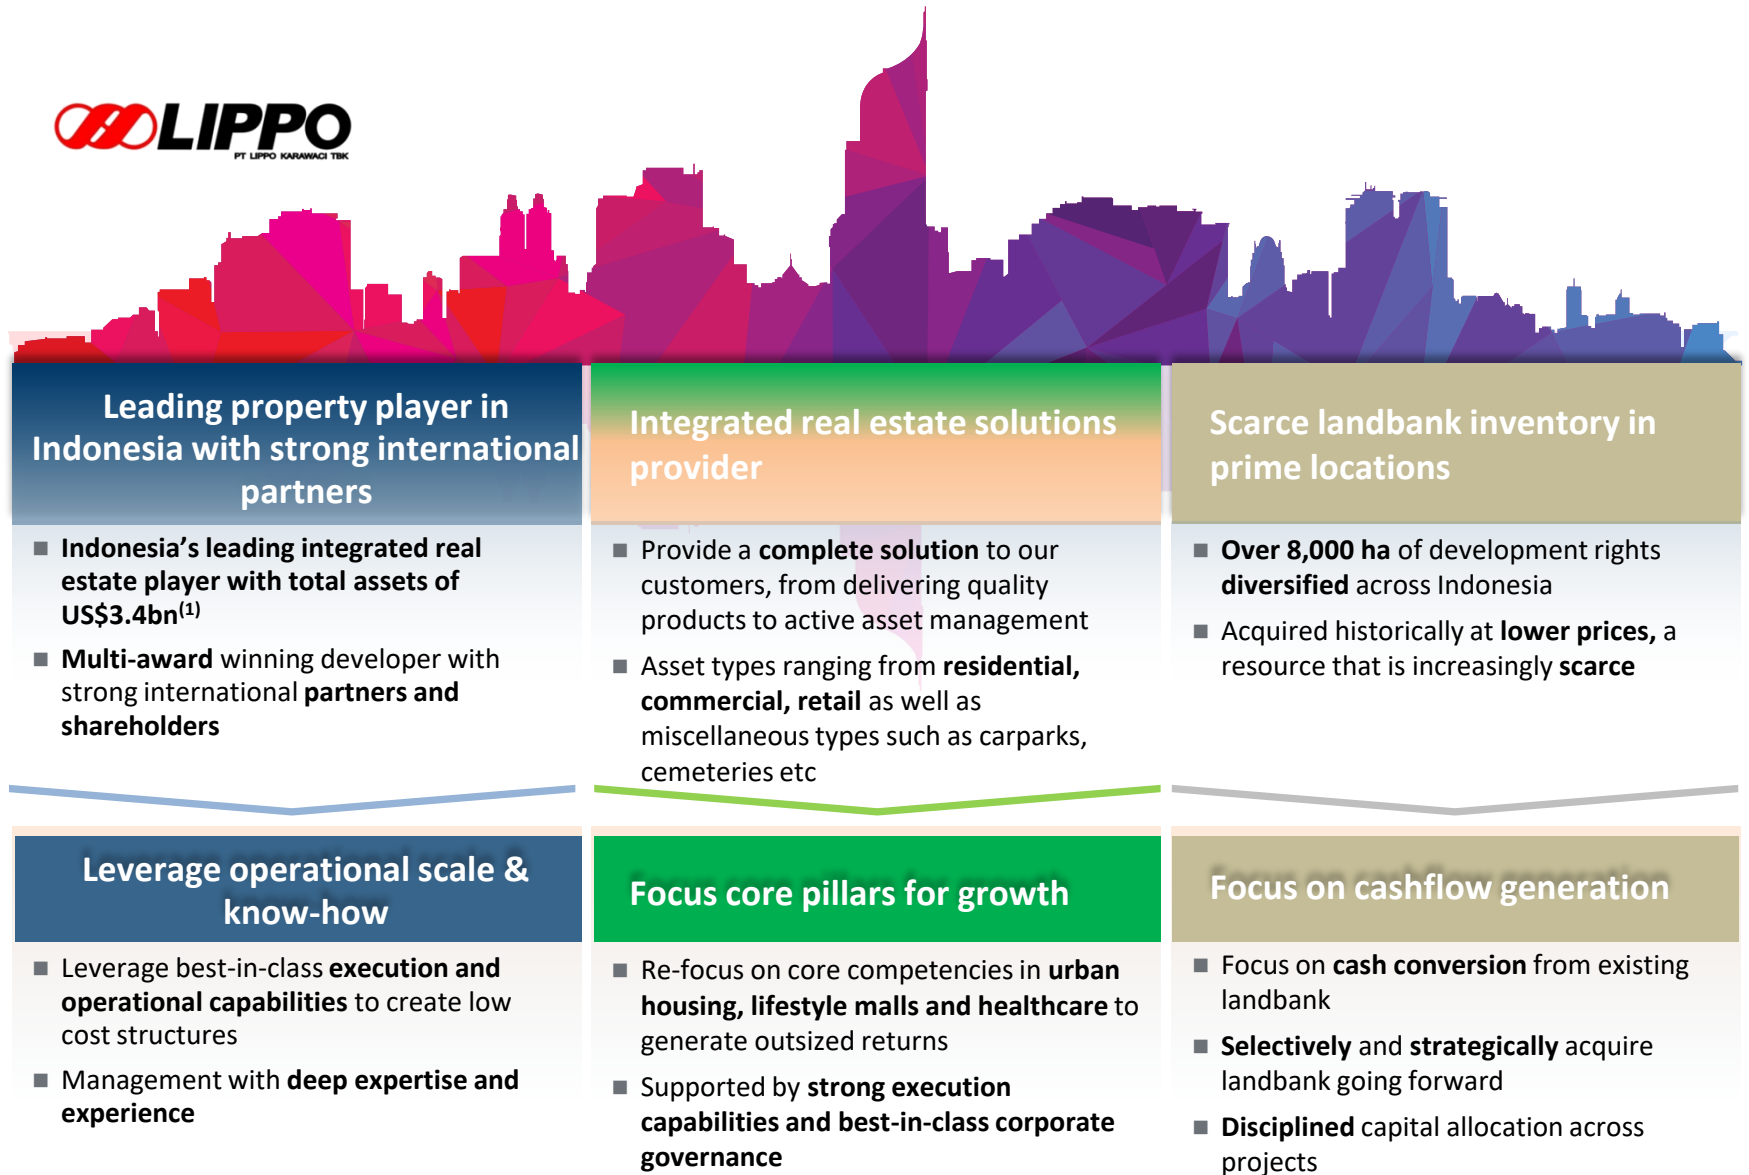 LIPPO
PT LIPPO KARAWACI TBK
Leading property player in
Indonesia with strong international
partners
■ Indonesia's leading integrated real
estate player with total assets of
US$3.4bn(1)
■ Multi-award winning developer with
strong international partners and
shareholders
Integrated real estate solutions
provider
■ Provide a complete solution to our
customers, from delivering quality
products to active asset management
■ Asset types ranging from residential,
commercial, retail as well as
miscellaneous types such as carparks,
cemeteries etc
Scarce landbank inventory in
prime locations
■ Over 8,000 ha of development rights
diversified across Indonesia
■ Acquired historically at lower prices, a
resource that is increasingly scarce
Leverage operational scale &
know-how
■ Leverage best-in-class execution and
operational capabilities to create low
cost structures
■ Management with deep expertise and
experience
Focus core pillars for growth
■ Re-focus on core competencies in urban
housing, lifestyle malls and healthcare to
generate outsized returns
■ Supported by strong execution
capabilities and best-in-class corporate
governance
Focus on cashflow generation
■ Focus on cash conversion from existing
landbank
■ Selectively and strategically acquire
landbank going forward
■ Disciplined capital allocation across
projects